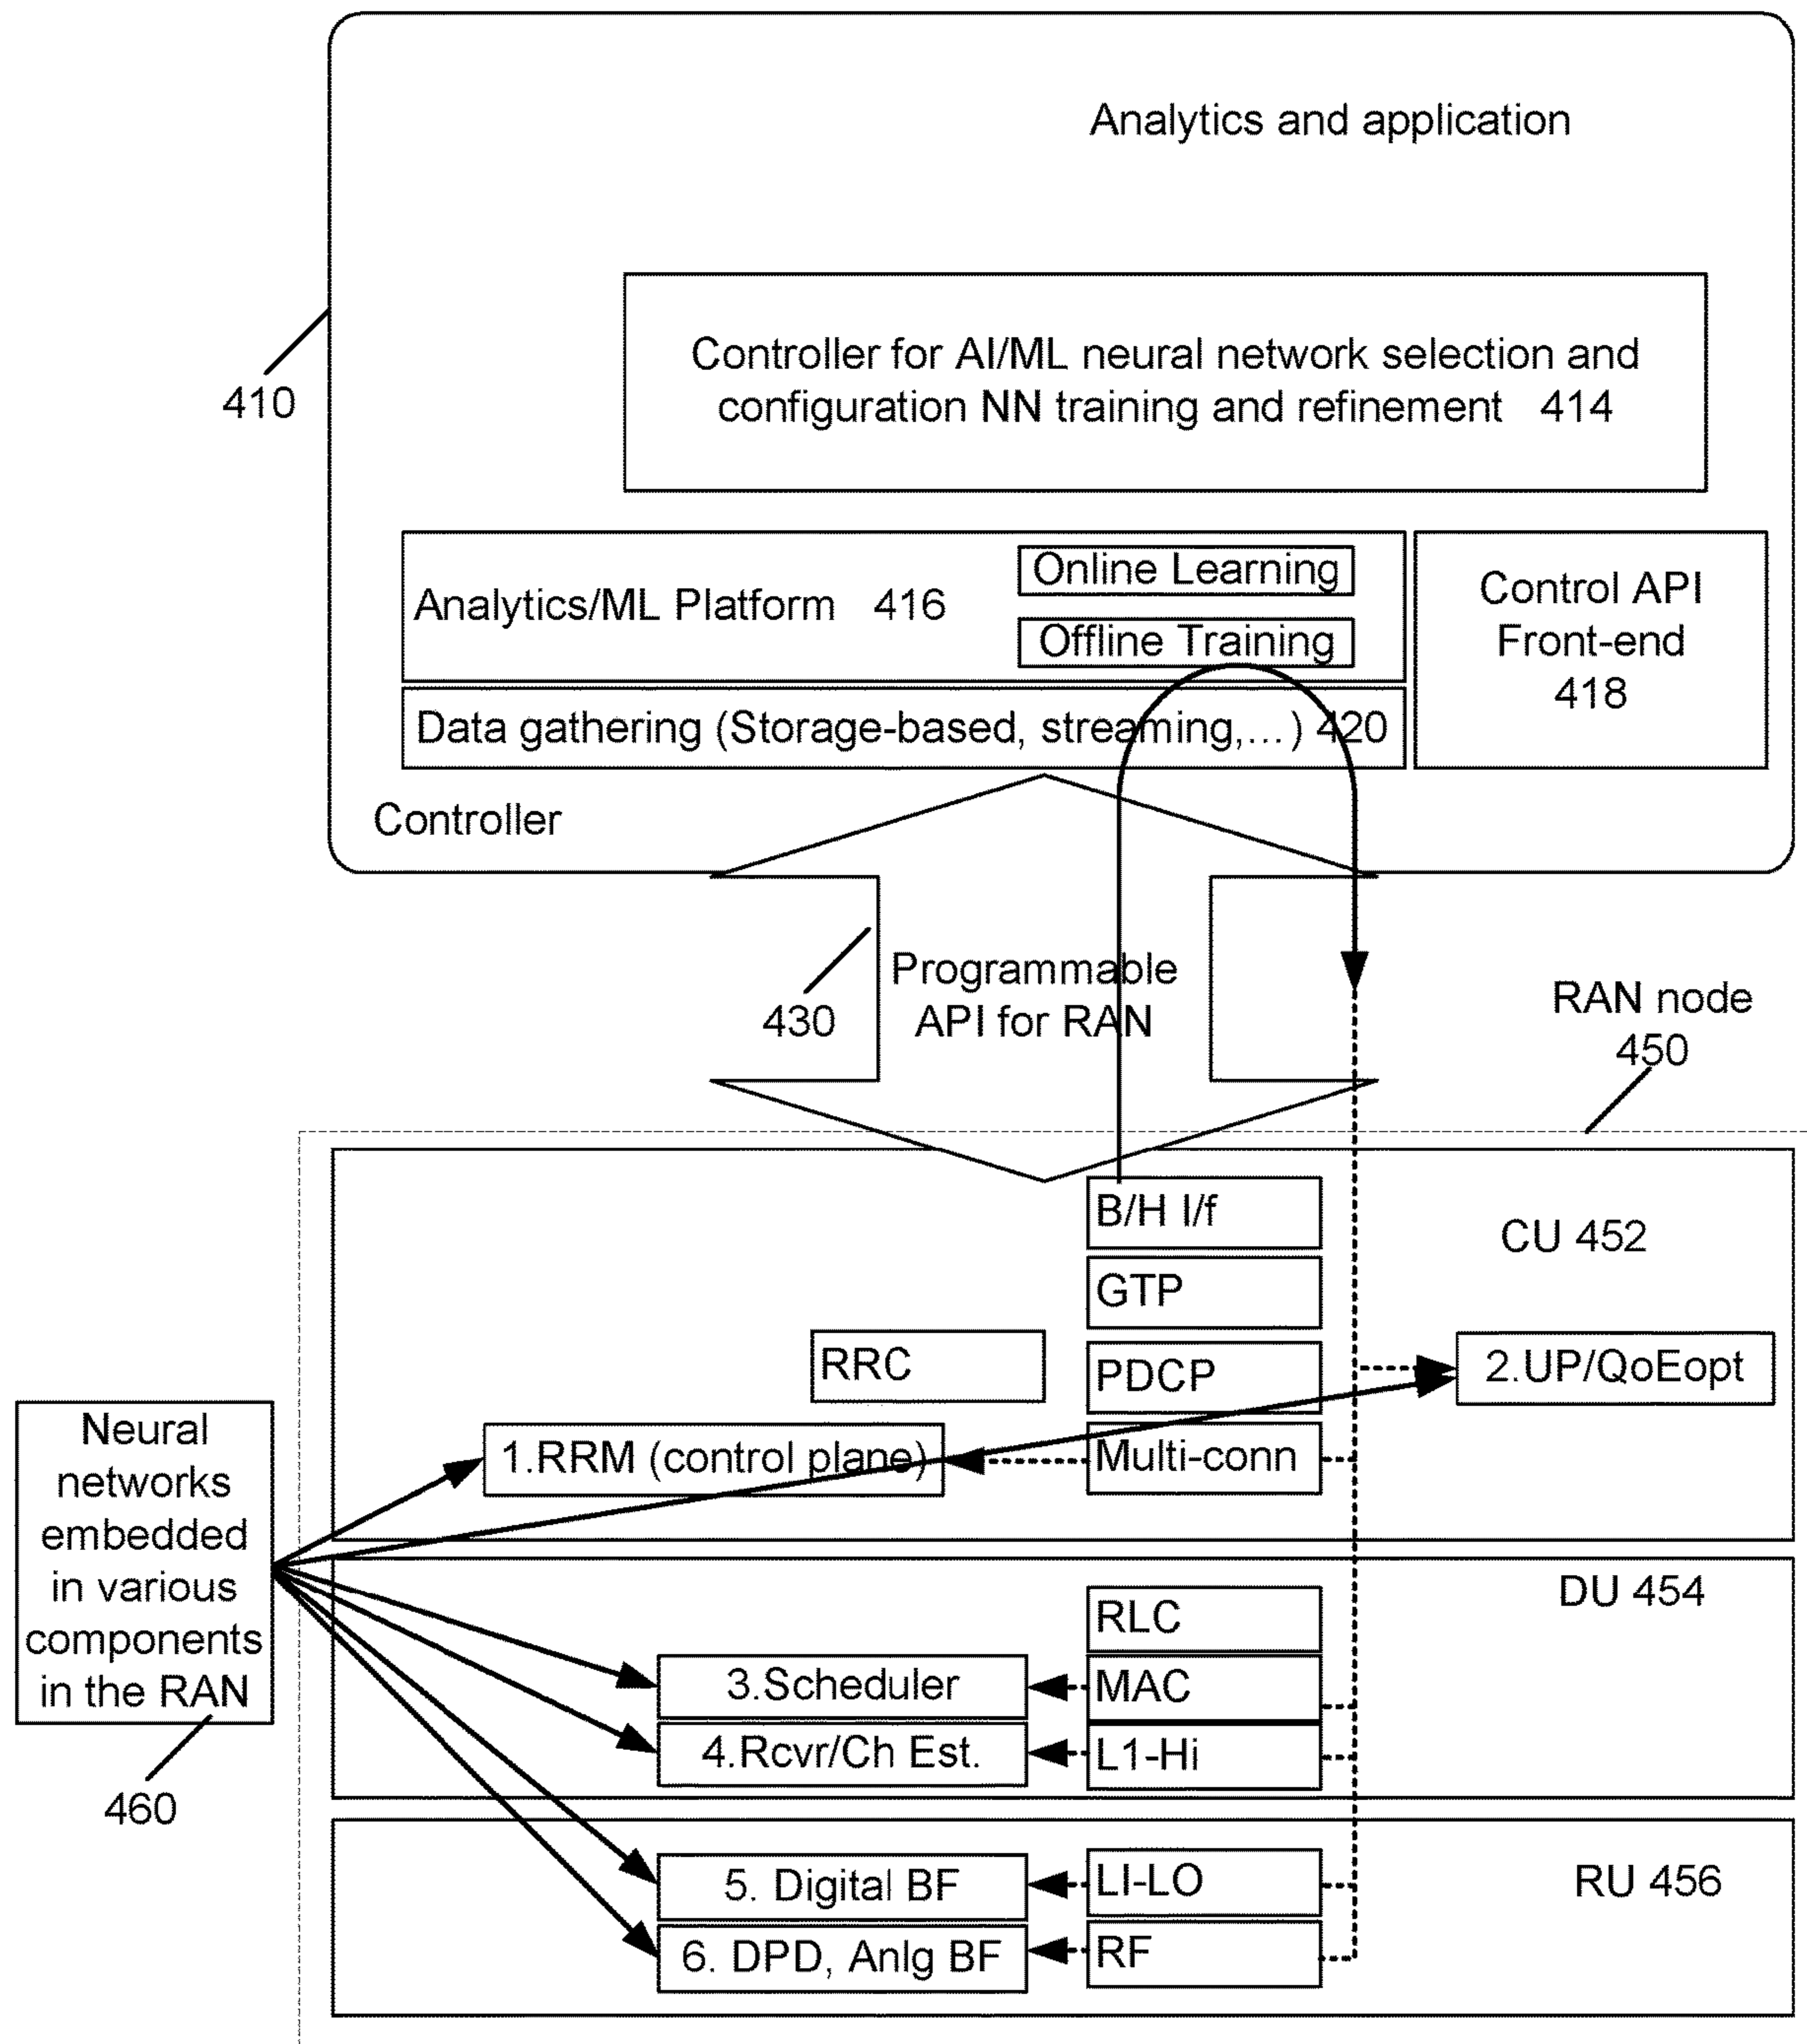 Analytics and application
Controller for AI/ML neural network selection and
configuration NN training and refinement 414
410
Analytics/ML Platform 416
Online Learning
Offline Training
Control API
Front-end
418
Data gathering (Storage-based, streaming,...) 420
Controller
Programmable
API for RAN
430
RAN node
450
B/H I/f
CU 452
GTP
RRC
PDCP
2.UP/QoEopt
1.RRM (control plane)
Multi-conn
Neural
networks
embedded
in various
components
in the RAN
460
DU 454
RLC
3.Scheduler
MAC
4.Rcvr/Ch Est.
L1-Hi
5. Digital BF
LI-LO
RU 456
6. DPD, Anlg BF
RF